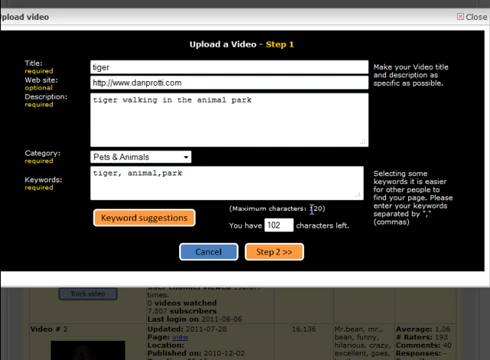 pload video
Close
Upload a Video - Step 1
Title:
required
tiger
Make your Video title
and description as
specific as possible.
Web site:
optional
http://www.danprotti.com
Description:
required
tiger walking in the animal park
Category:
required
Pets & Animals
Keywords:
required
tiger, animal,park
Selecting some
keywords it is easier
for other people to
find your page. Please
enter your keywords
separated by ","
(commas)
(Maximum characters: 120)
Keyword suggestions
You have 102 characters left.
Cancel
Step 2 >>
Track video
user channel viewed
times.
0 videos watched
7,807 subscribers
Last login on 2011-06-06
Video # 2
Updated: 2011-07-28
Page: view
Location:
Published on: 2010-12-02
16,136
Mr.bean, mr.,
bean, funny,
hilarious, crazy,
excellent, goes,
Average: 1,06
# Raters: 193
Comments: 40
Responses: -